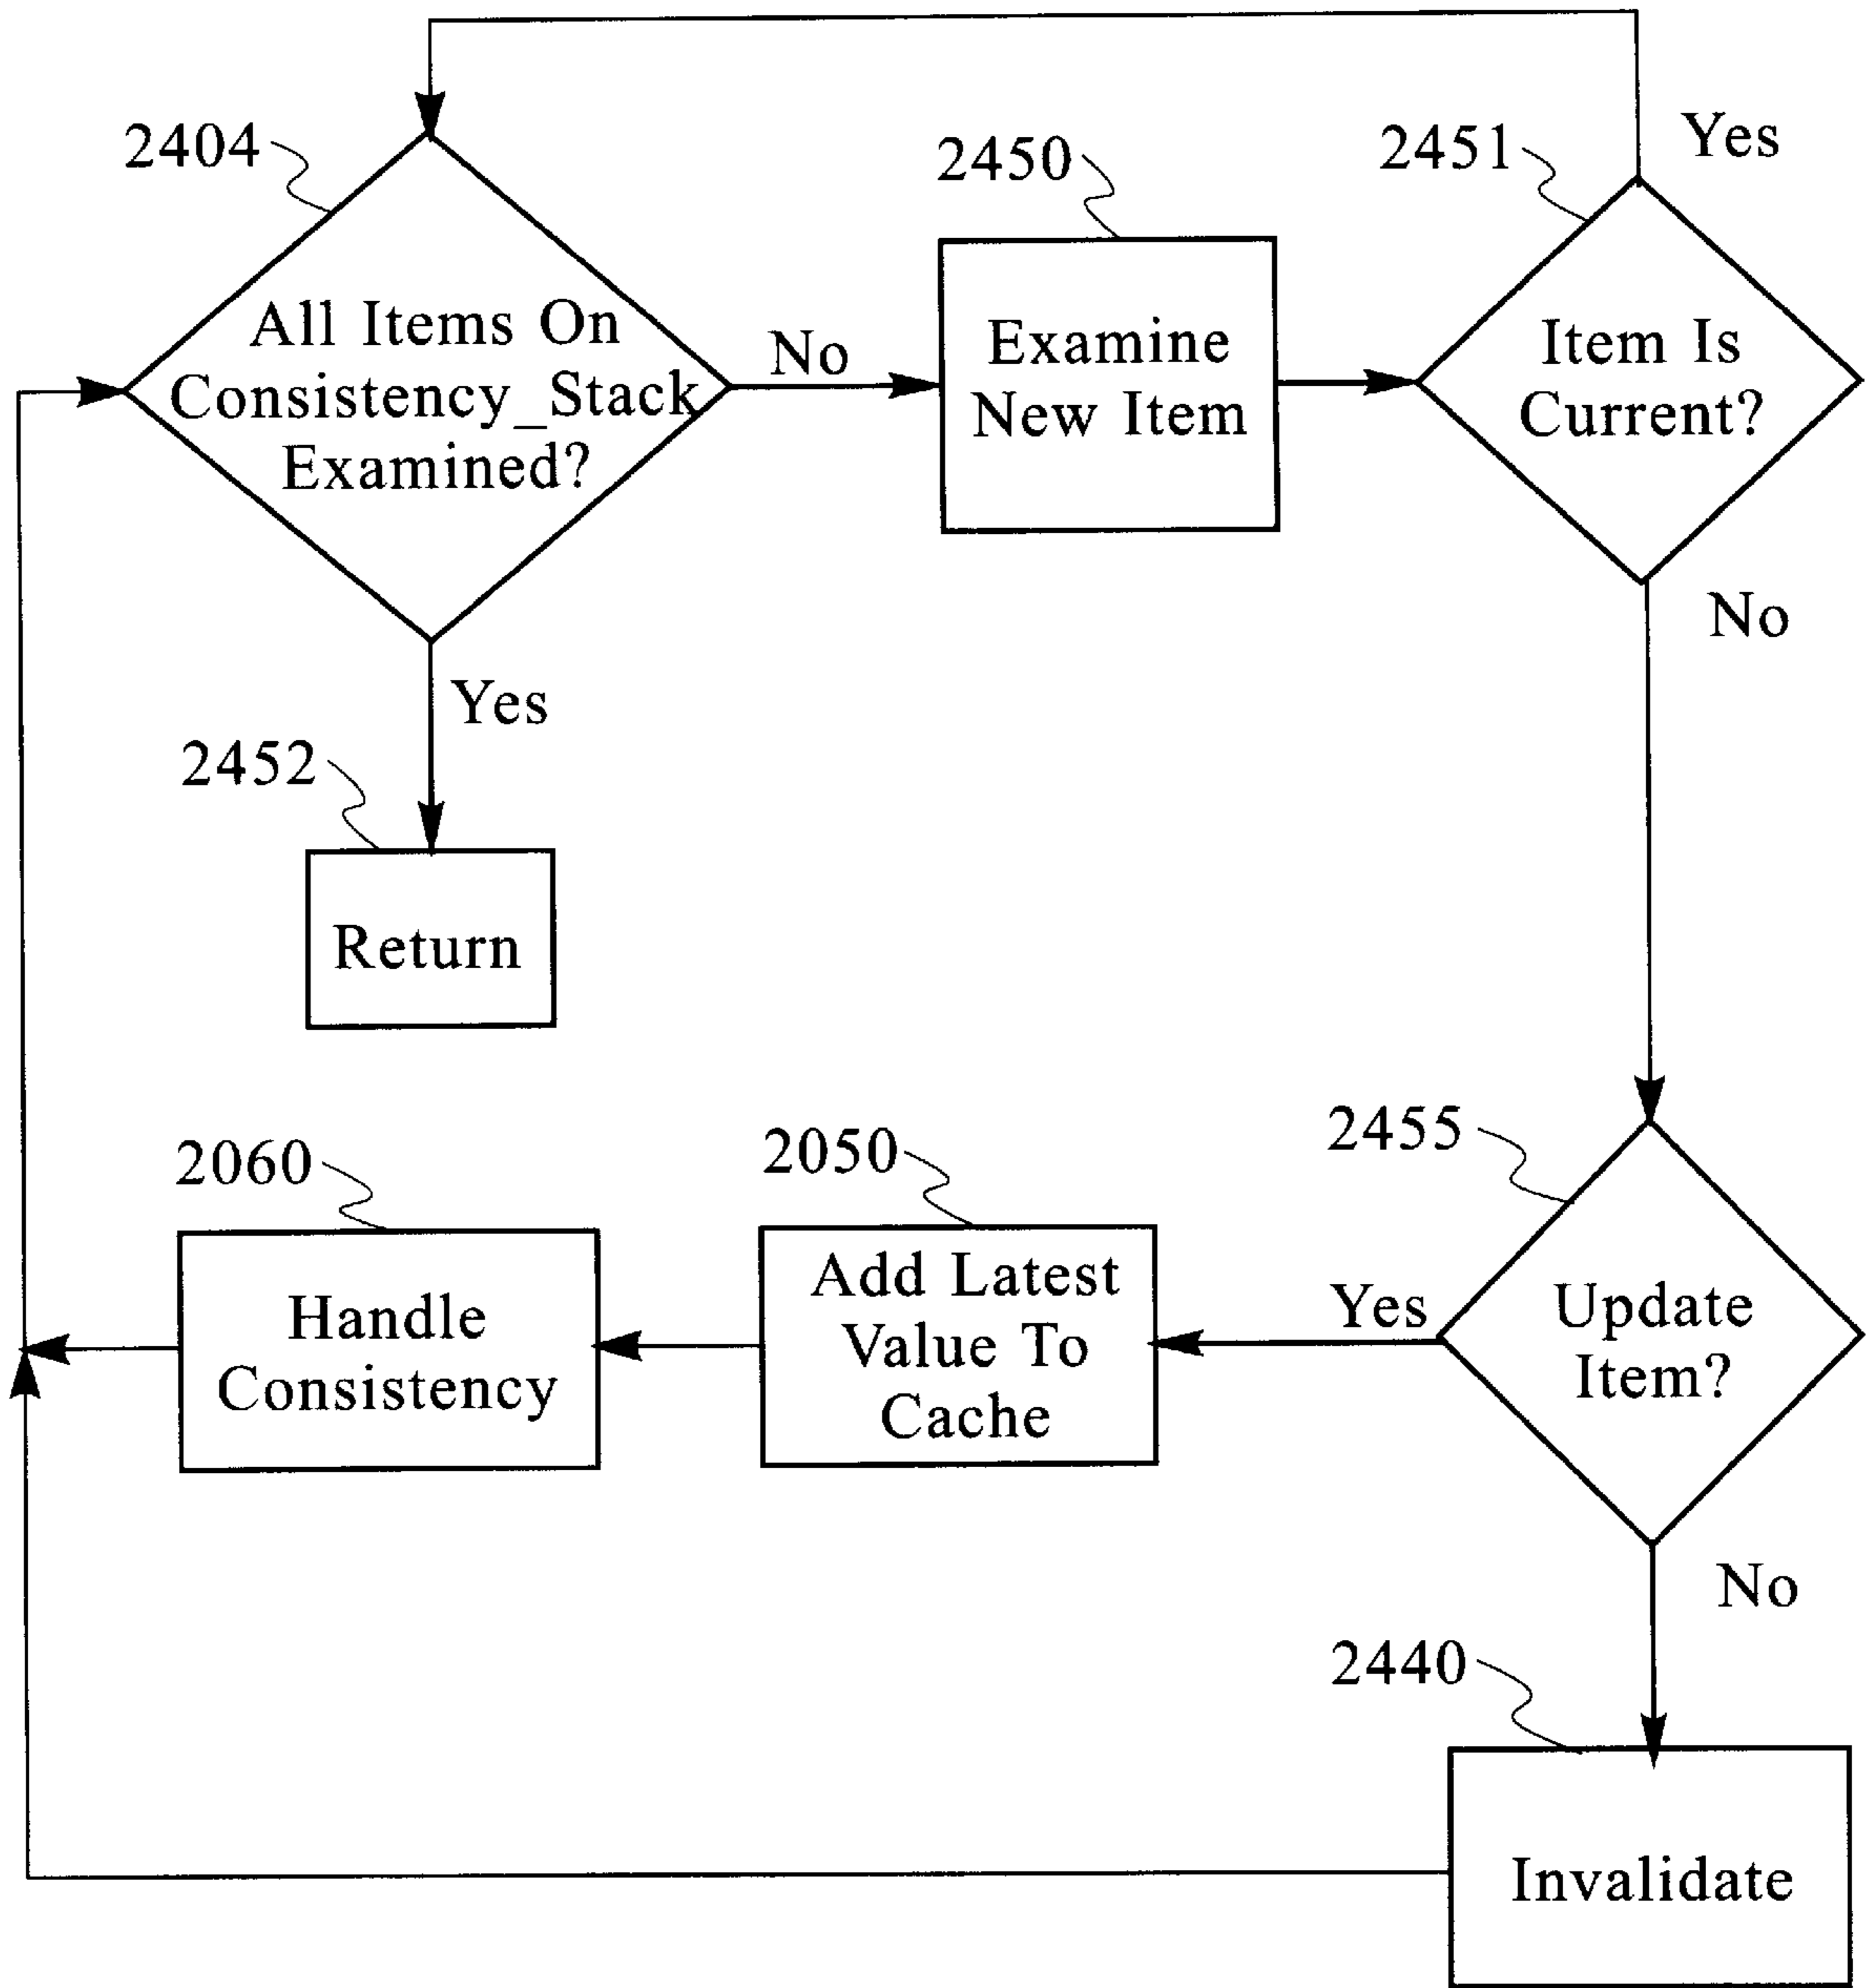 2404
2450
2451
Yes
All Items On
Consistency_Stack
Examined?
No
Examine
New Item
Item Is
Current?
No
Yes
2452
Return
2455
2060
2050
Handle
Consistency
Add Latest
Value To
Cache
Yes
Update
Item?
No
2440
Invalidate